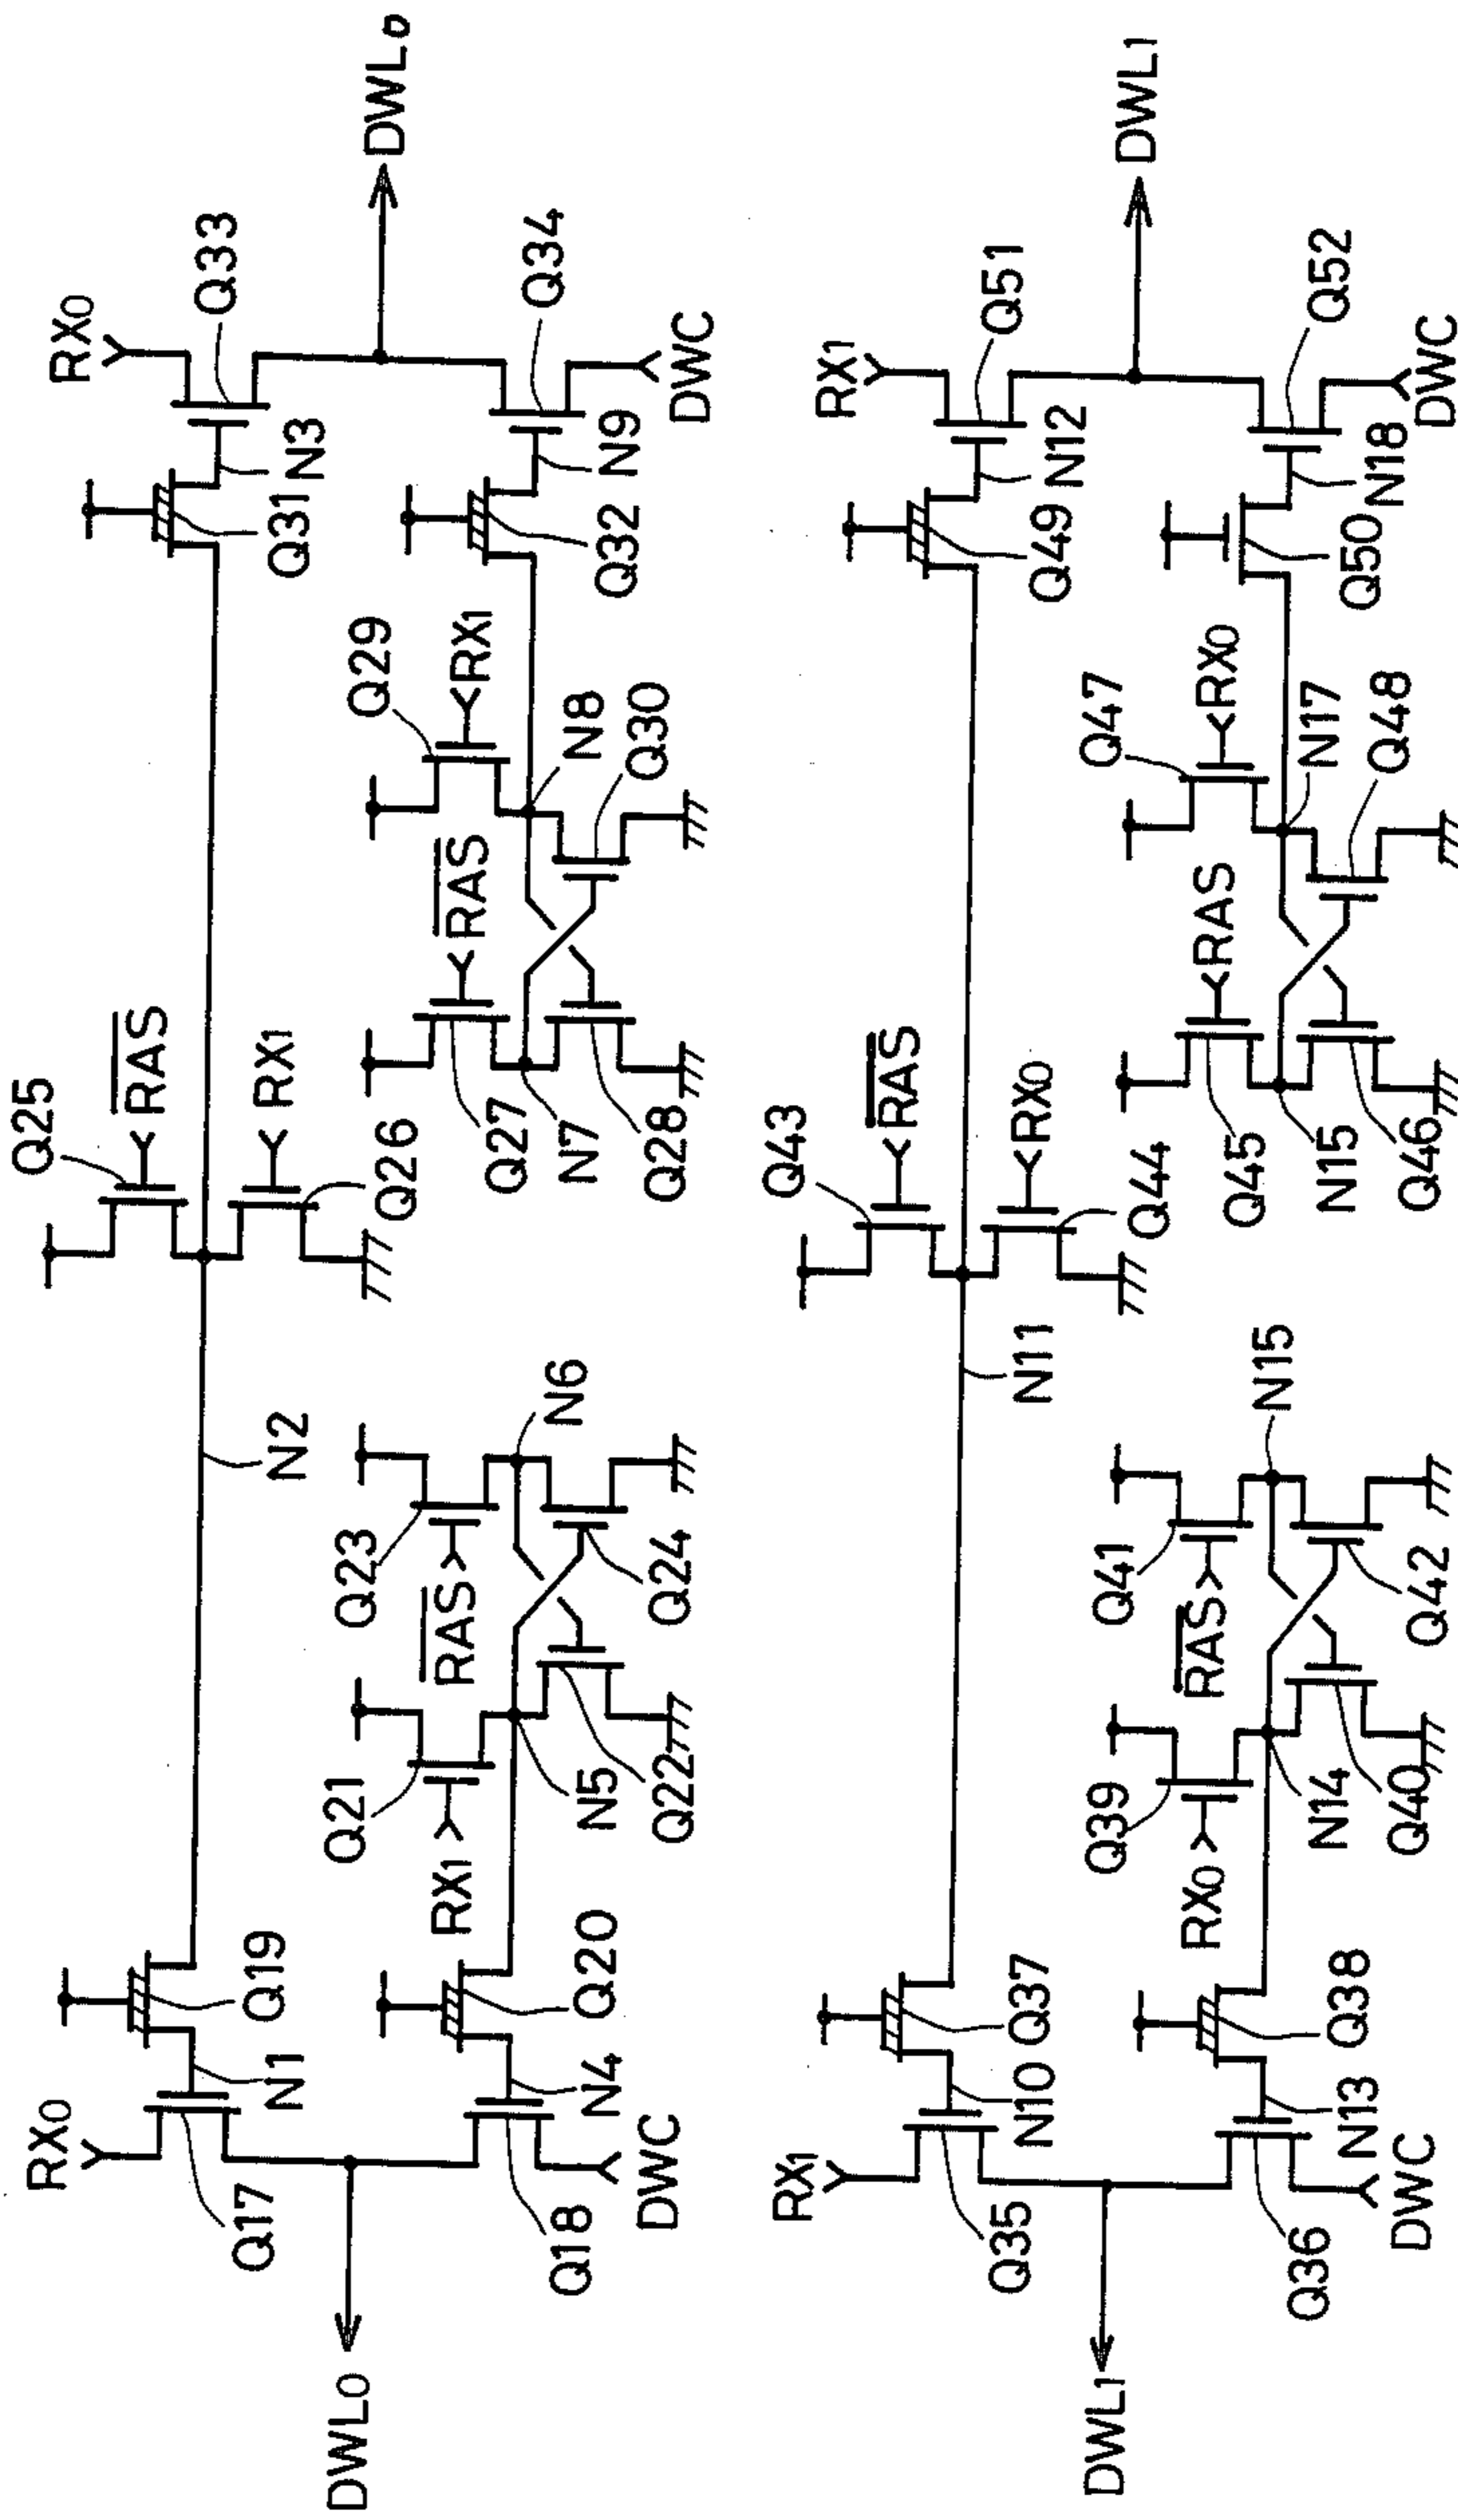 RX0
Q33
DWL0
Q31
N3
Q34
N9
DWC
Q32
Q29
RX1
N8
Q30
Q25
RAS
RX1
Q26
RAS
Q27
N7
Q28
N2
N6
Q23
RAS
Q24
Q21
RX1
N5
Q22
Q19
Q20
RX0
N1
Q17
N4
DWC
Q18
DWL0
RX1
Q51
DWL1
Q49
N12
Q52
N18
DWC
Q50
Q47
RX0
N17
Q48
Q43
RAS
RX0
Q44
RAS
Q45
N15
Q46
N11
N15
Q41
RAS
Q42
Q39
RX0
N14
Q40
Q37
Q38
RX1
N10
Q35
N13
DWC
Q36
DWL1